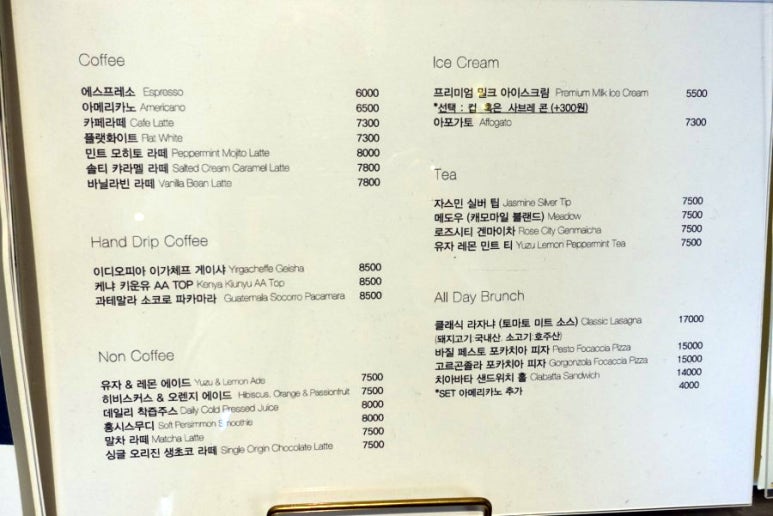 Coffee
에스프레소 Espresso 6000
아메리카노 Americano 6500
카페라떼 Cafe Latte 7300
플랫화이트 Flat White 7300
민트 모히토 라떼 Peppermint Mojito Latte 8000
솔티 캬라멜 라떼 Salted Cream Caramel Latte 7800
바닐라빈 라떼 Vanilla Bean Latte 7800
Hand Drip Coffee
이디오피아 이가체프 게이샤 Yirgacheffe Geisha 8500
케냐 키운유 AA TOP Kenya Kiunyu AA Top 8500
과테말라 소코로 파카마라 Guatemala Socorro Pacamara 8500
Non Coffee
유자 & 레몬 에이드 Yuzu & Lemon Ade 7500
히비스커스 & 오렌지 에이드 Hibiscus, Orange & Passionfruit 7500
데일리 착즙주스 Daily Cold Pressed Juice 8000
홍시스무디 Soft Persimmon Smoothie 8000
말차 라떼 Matcha Latte 7500
싱글 오리진 생초코 라떼 Single Origin Chocolate Latte 7500
Ice Cream
프리미엄 밀크 아이스크림 Premium Milk Ice Cream 5500
*선택 : 컵 혹은 사브레 콘 (+300원)
아포가토 Affogato 7300
Tea
자스민 실버 팁 Jasmine Silver Tip 7500
메도우 (캐모마일 블랜드) Meadow 7500
로즈시티 겐마이차 Rose City Genmaicha 7500
유자 레몬 민트 티 Yuzu Lemon Peppermint Tea 7500
All Day Brunch
클래식 라자냐 (토마토 미트 소스) Classic Lasagna 17000
(돼지고기 국내산, 소고기 호주산)
바질 페스토 포카치아 피자 Pesto Focaccia Pizza 15000
고르곤졸라 포카치아 피자 Gorgonzola Focaccia Pizza 15000
치아바타 샌드위치 홀 Ciabatta Sandwich 14000
*SET 아메리카노 추가 4000